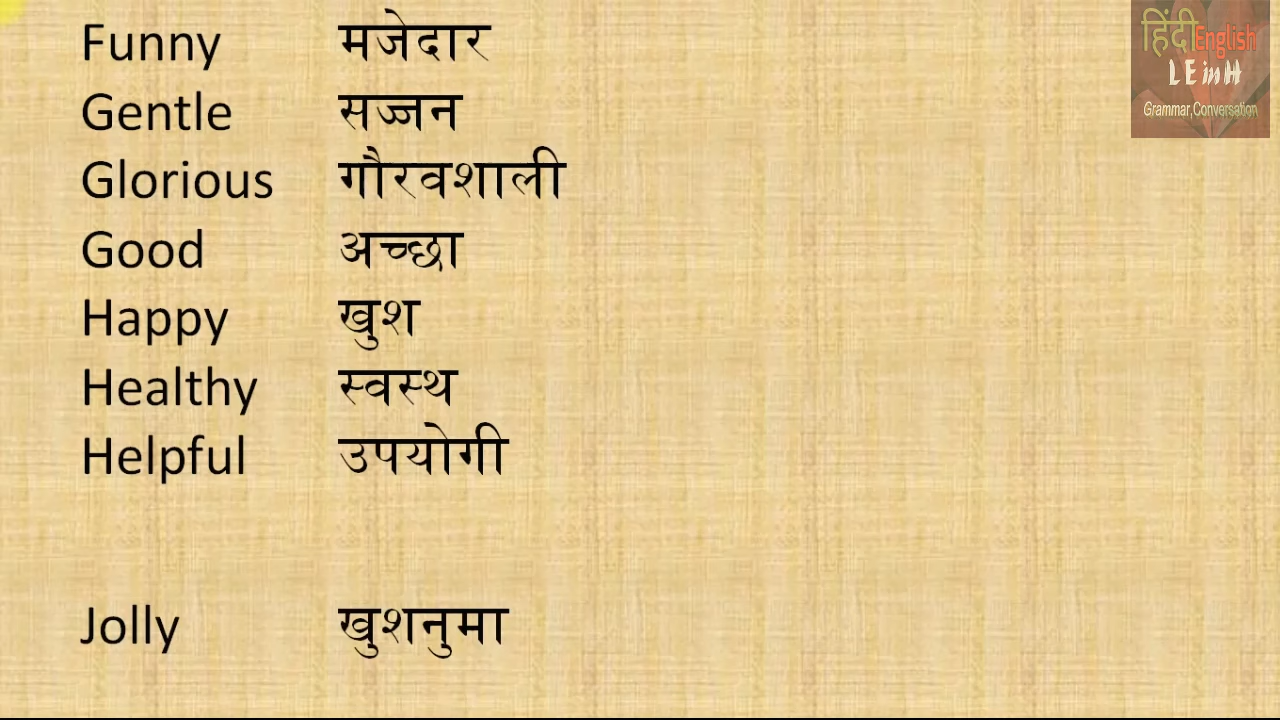 Funny मजेदार
Gentle सज्जन
Glorious गौरवशाली
Good अच्छा
Happy खुश
Healthy स्वस्थ
Helpful उपयोगी
Jolly खुशनुमा
हिंदी English
L E in H
Grammar,Conversation